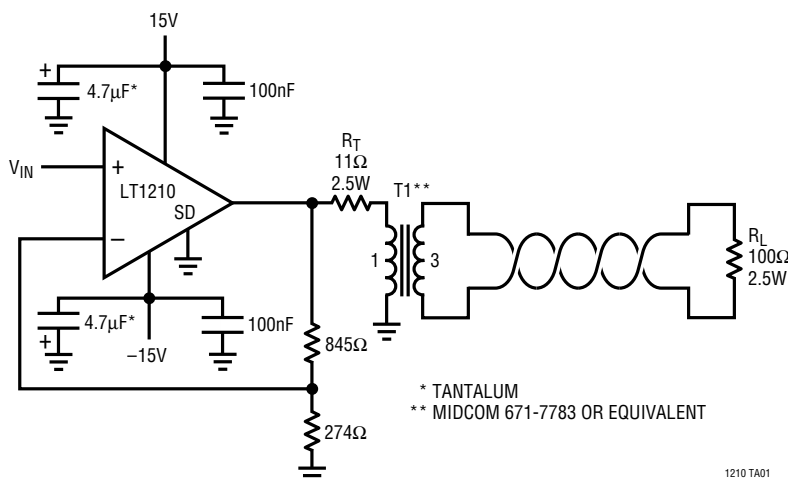 15V
+
4.7µF*
100nF
RT
11Ω
2.5W
T1**
VIN
+
LT1210
SD
–
1
3
RL
100Ω
2.5W
4.7µF*
+
100nF
–15V
845Ω
* TANTALUM
** MIDCOM 671-7783 OR EQUIVALENT
274Ω
1210 TA01